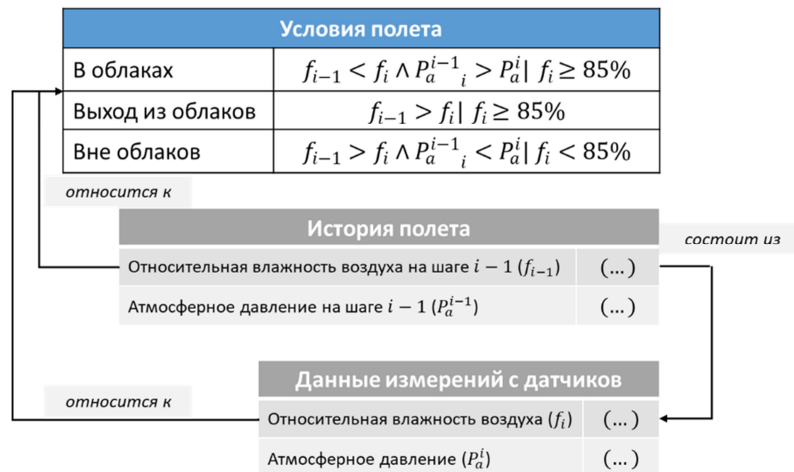 Условия полета
В облаках f_{i−1} < f_i ∧ P_a^{i−1}_i > P_a^i | f_i ≥ 85%
Выход из облаков f_{i−1} > f_i | f_i ≥ 85%
Вне облаков f_{i−1} > f_i ∧ P_a^{i−1}_i < P_a^i | f_i < 85%
относится к
История полета
состоит из
Относительная влажность воздуха на шаге i − 1 (f_{i−1}) (...)
Атмосферное давление на шаге i − 1 (P_a^{i−1}) (...)
Данные измерений с датчиков
относится к
Относительная влажность воздуха (f_i) (...)
Атмосферное давление (P_a^i) (...)